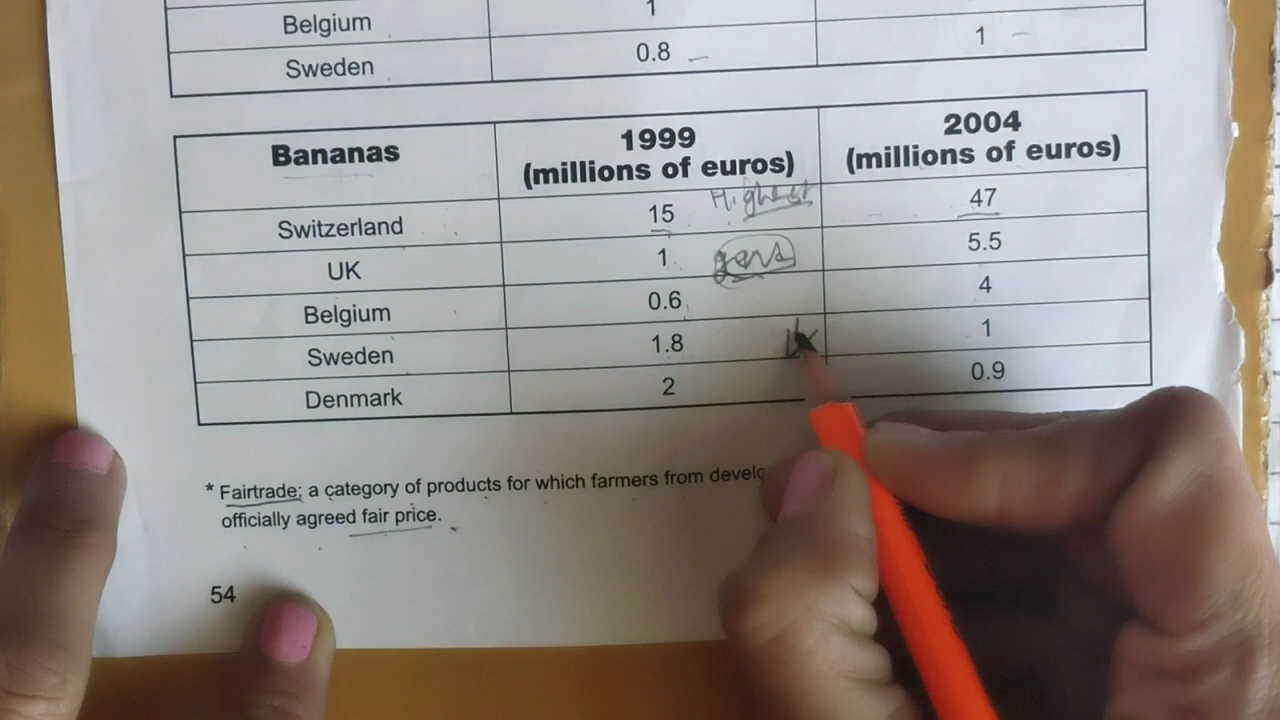 Belgium 1
Sweden 0.8 1
Bananas 1999 (millions of euros) 2004 (millions of euros)
Highest
Switzerland 15 47
UK 1 5.5
Belgium 0.6 4
Sweden 1.8 1
Denmark 2 0.9
* Fairtrade: a category of products for which farmers from
officially agreed fair price.
54